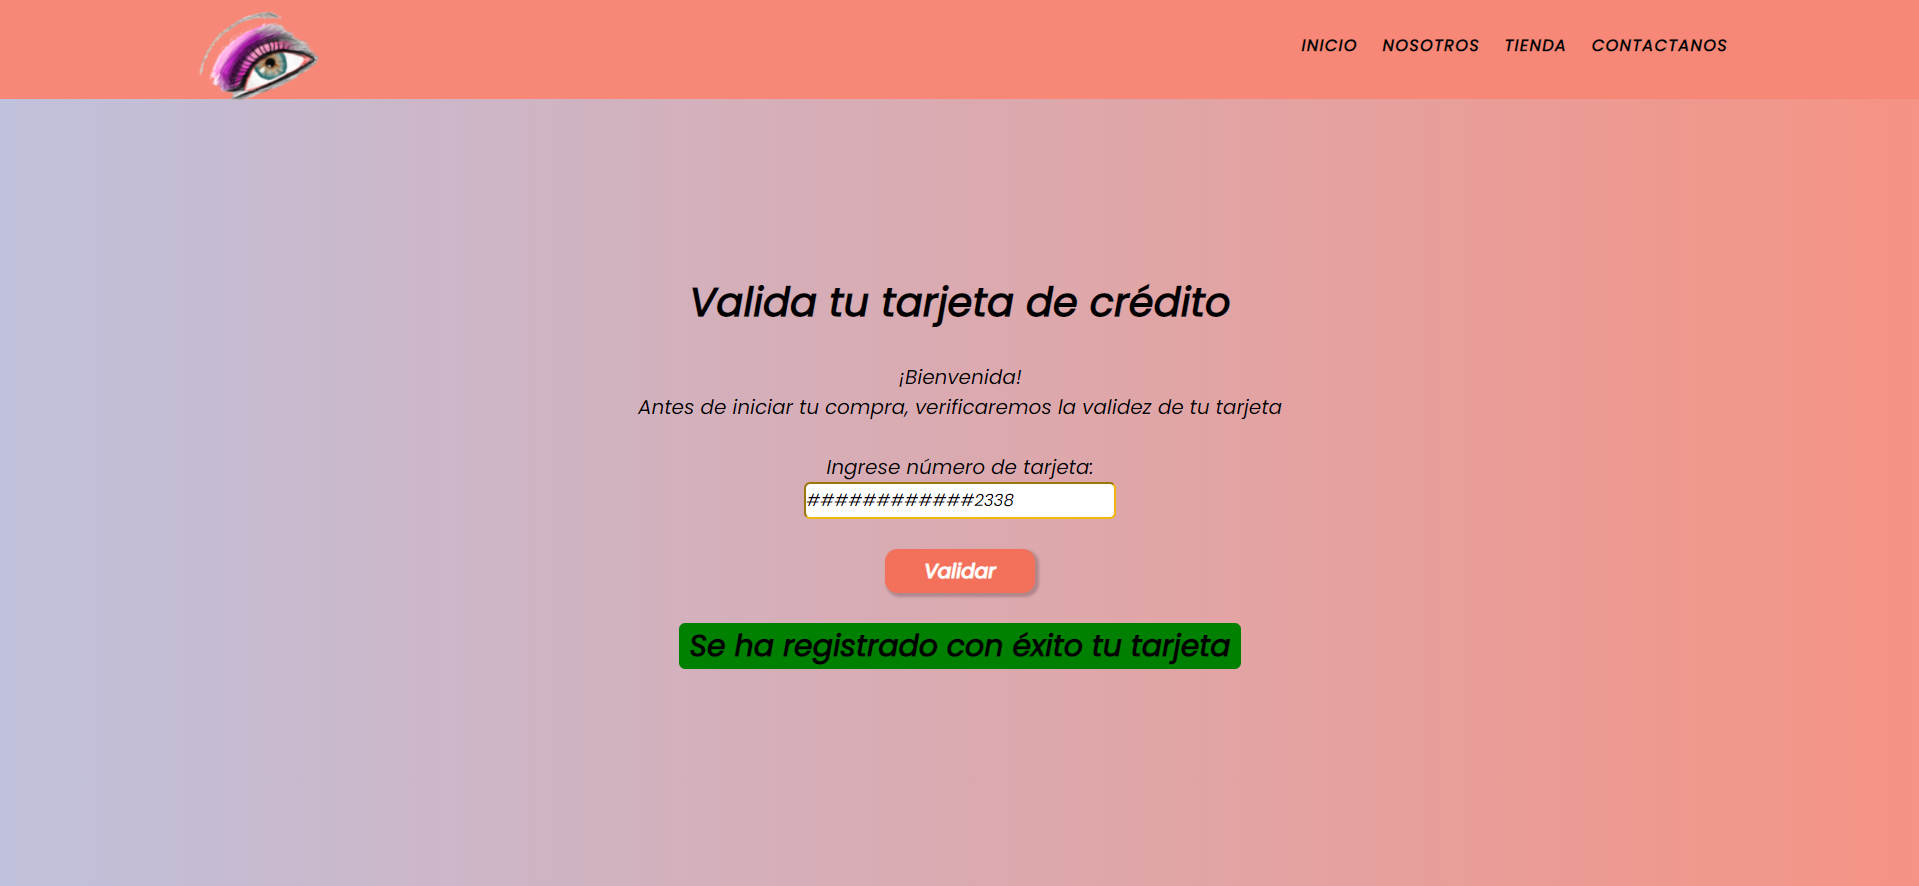 INICIO NOSOTROS TIENDA CONTACTANOS
Valida tu tarjeta de crédito
¡Bienvenida!
Antes de iniciar tu compra, verificaremos la validez de tu tarjeta
Ingrese número de tarjeta:
############2338
Validar
Se ha registrado con éxito tu tarjeta